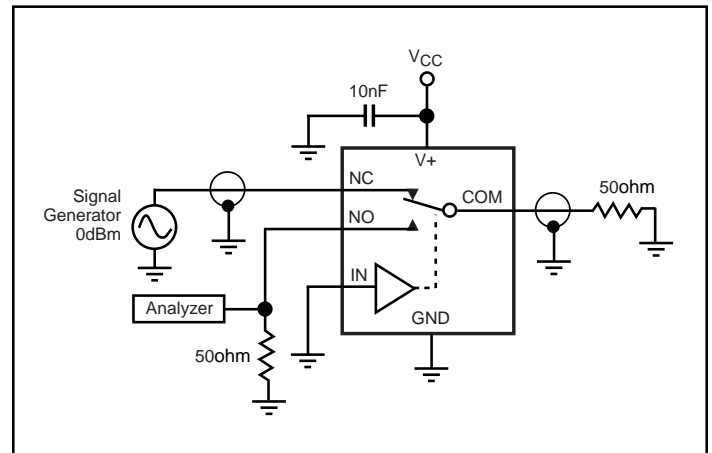 VCC
10nF
V+
NC
COM
50ohm
Signal
Generator
0dBm
NO
IN
Analyzer
GND
50ohm